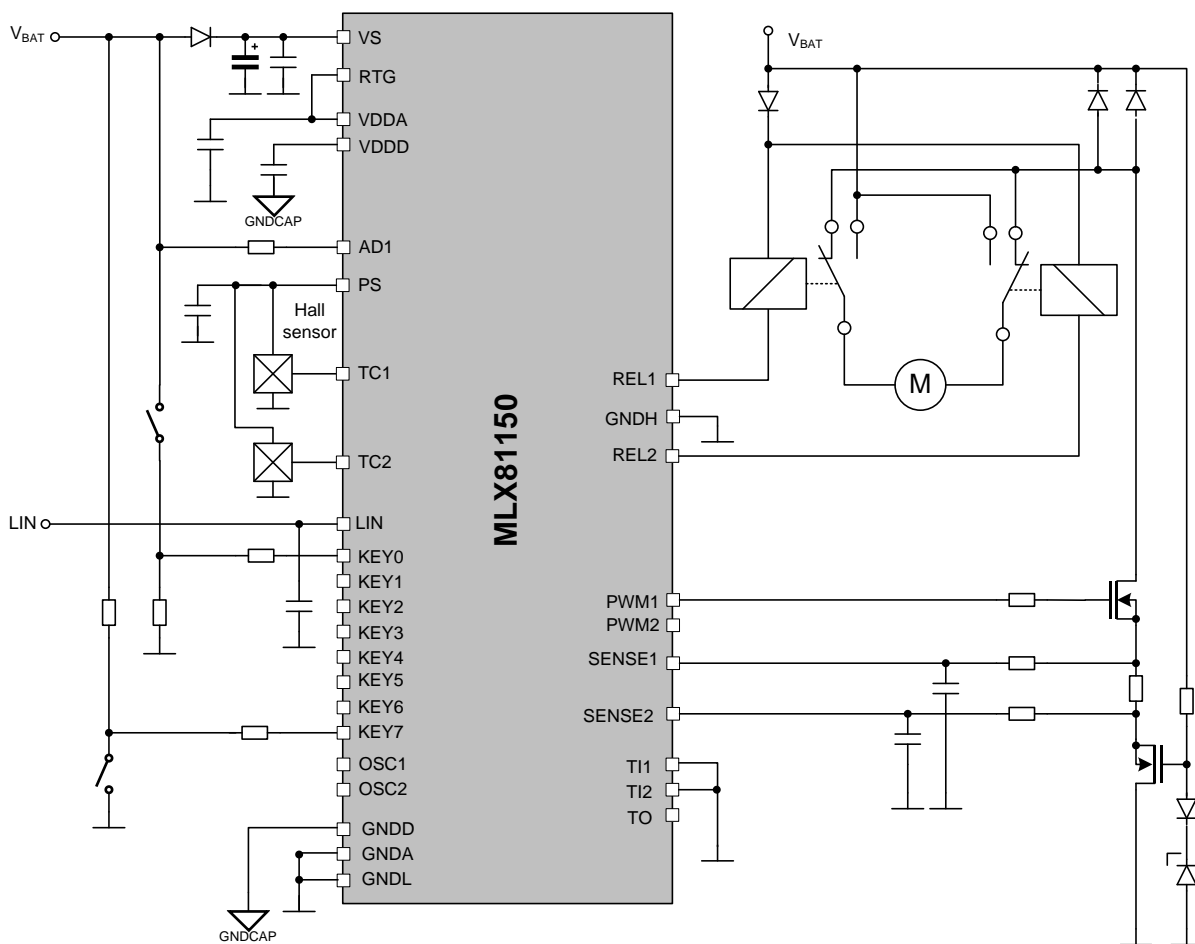 VBAT
VS
RTG
VDDA
VDDD
GNDCAP
AD1
PS
Hall
sensor
TC1
TC2
LIN
LIN
KEY0
KEY1
KEY2
KEY3
KEY4
KEY5
KEY6
KEY7
OSC1
OSC2
GNDD
GNDA
GNDL
GNDCAP
MLX81150
REL1
GNDH
REL2
PWM1
PWM2
SENSE1
SENSE2
TI1
TI2
TO
VBAT
M
+